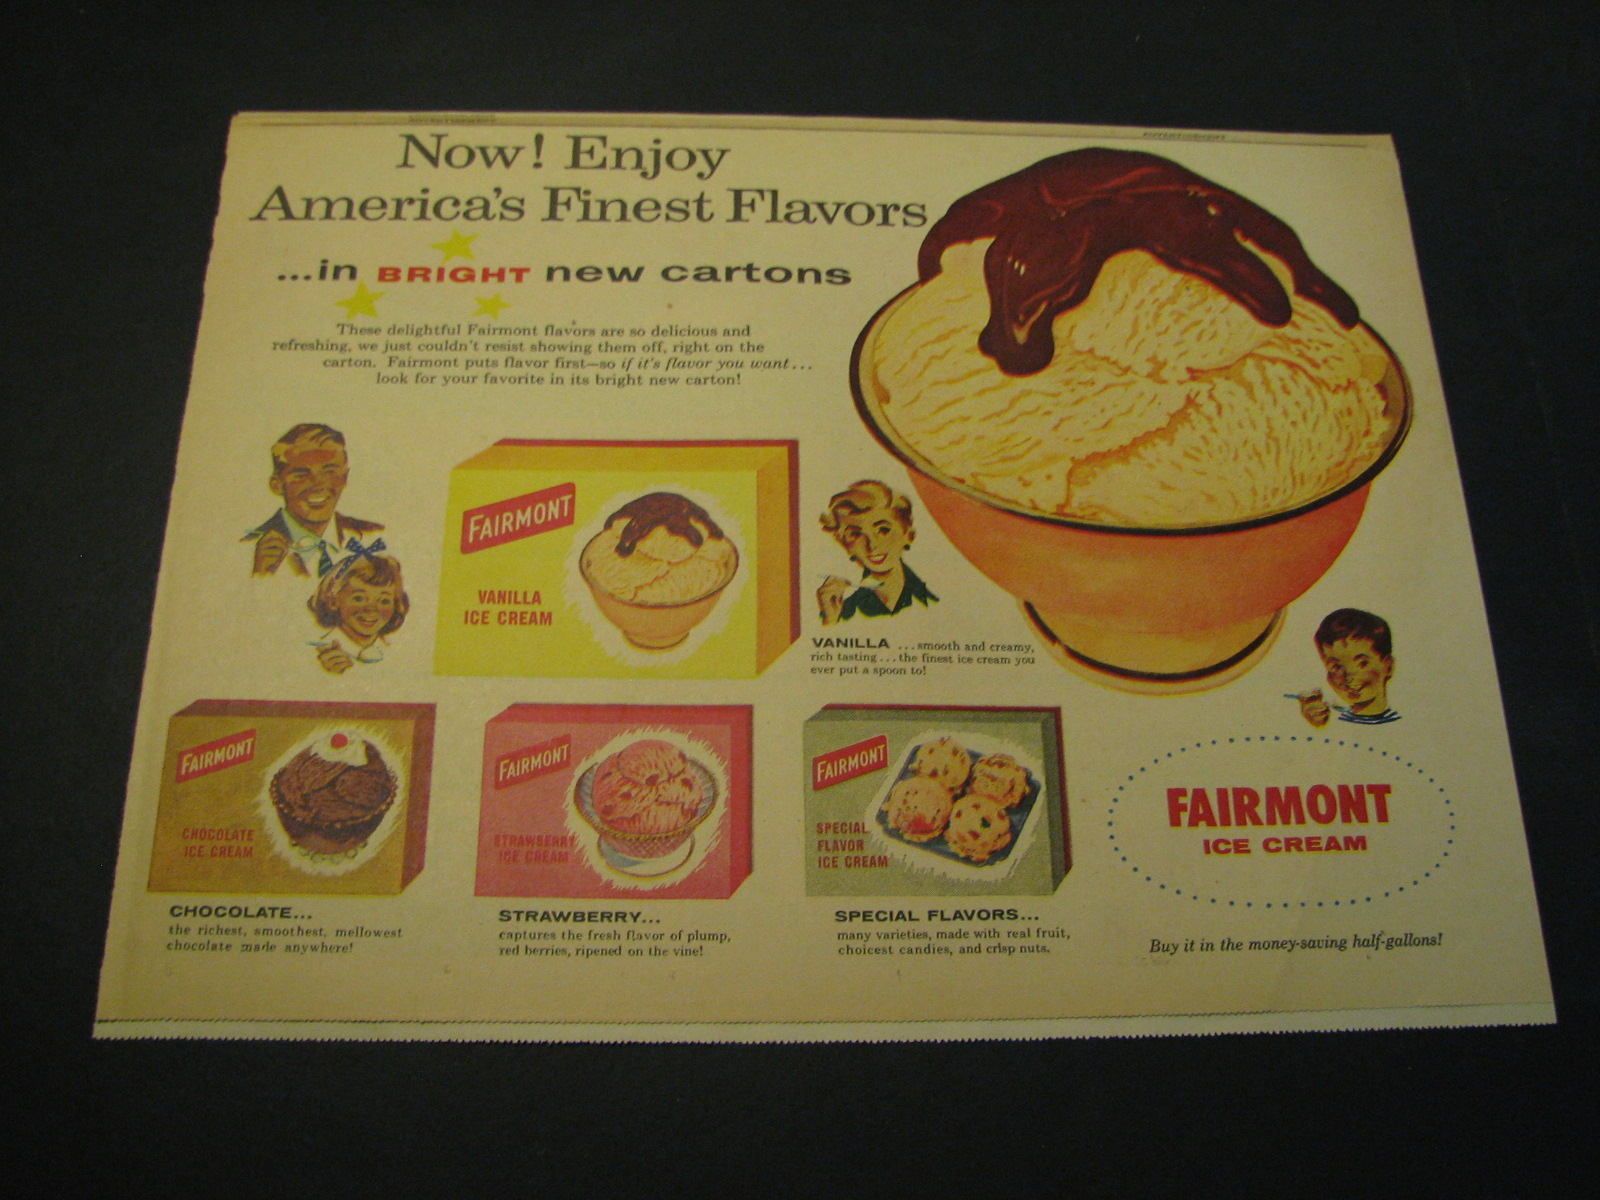 Now! Enjoy
America's Finest Flavors
...in BRIGHT new cartons
These delightful Fairmont flavors are so delicious and
refreshing, we just couldn't resist showing them off, right on the
carton. Fairmont puts flavor first—so if it's flavor you want...
look for your favorite in its bright new carton!
FAIRMONT
VANILLA
ICE CREAM
VANILLA ...smooth and creamy,
rich tasting...the finest ice cream you
ever put a spoon to!
FAIRMONT
CHOCOLATE
ICE CREAM
CHOCOLATE...
the richest, smoothest, mellowest
chocolate made anywhere!
FAIRMONT
STRAWBERRY
ICE CREAM
STRAWBERRY...
captures the fresh flavor of plump,
red berries, ripened on the vine!
FAIRMONT
SPECIAL
FLAVOR
ICE CREAM
SPECIAL FLAVORS...
many varieties, made with real fruit,
choicest candies, and crisp nuts.
FAIRMONT
ICE CREAM
Buy it in the money-saving half-gallons!